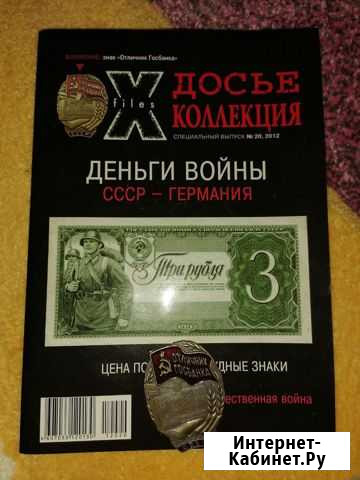 знак «Отличник Госбанка»
X
files
ДОСЬЕ
КОЛЛЕКЦИЯ
СПЕЦИАЛЬНЫЙ ВЫПУСК № 20, 2012
ДЕНЬГИ ВОЙНЫ
СССР – ГЕРМАНИЯ
Три рубля
3
ЦЕНА ПО
ДНЫЕ ЗНАКИ
ОТЛИЧНИК
ГОСБАНКА
ественная война
Интернет-
Кабинет.Ру